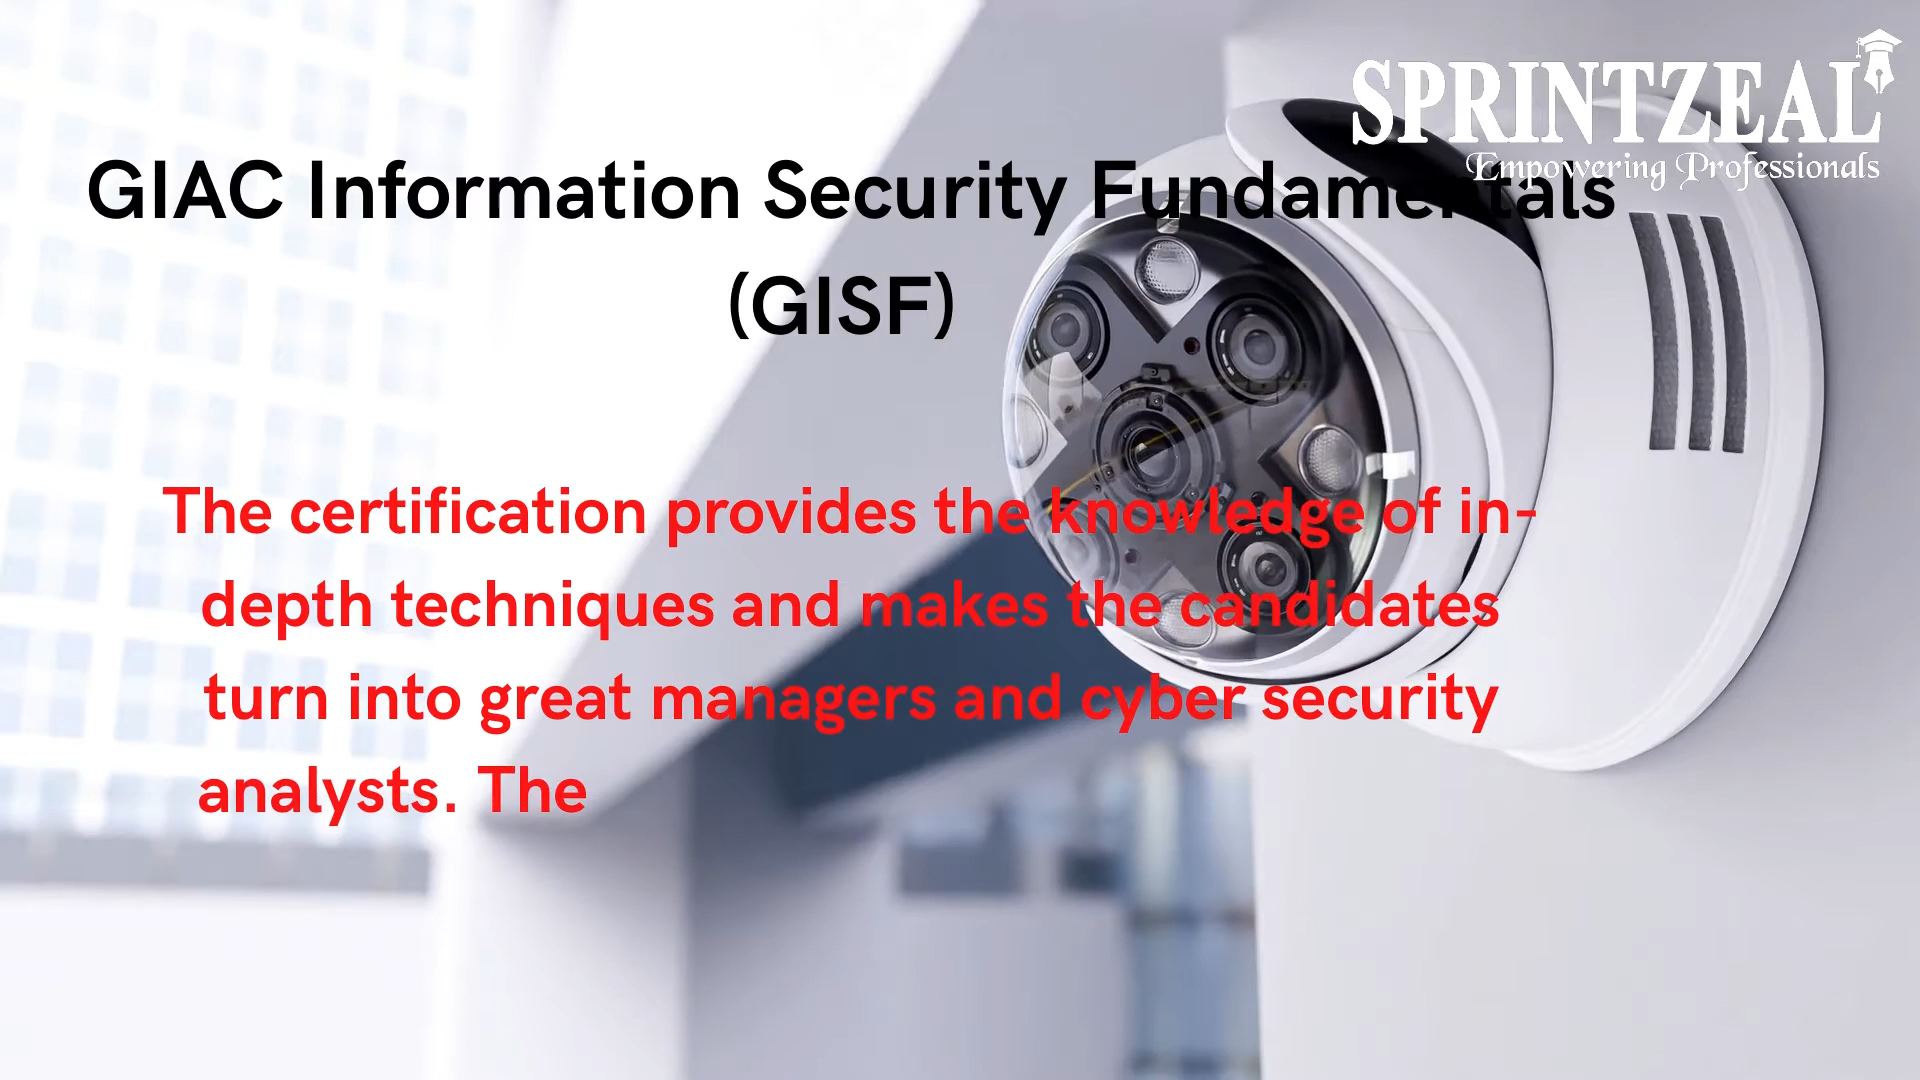 SPRINTZEAL
Empowering Professionals
GIAC Information Security Fundamentals
(GISF)
The certification provides the knowledge of in-
depth techniques and makes the candidates
turn into great managers and cyber security
analysts. The